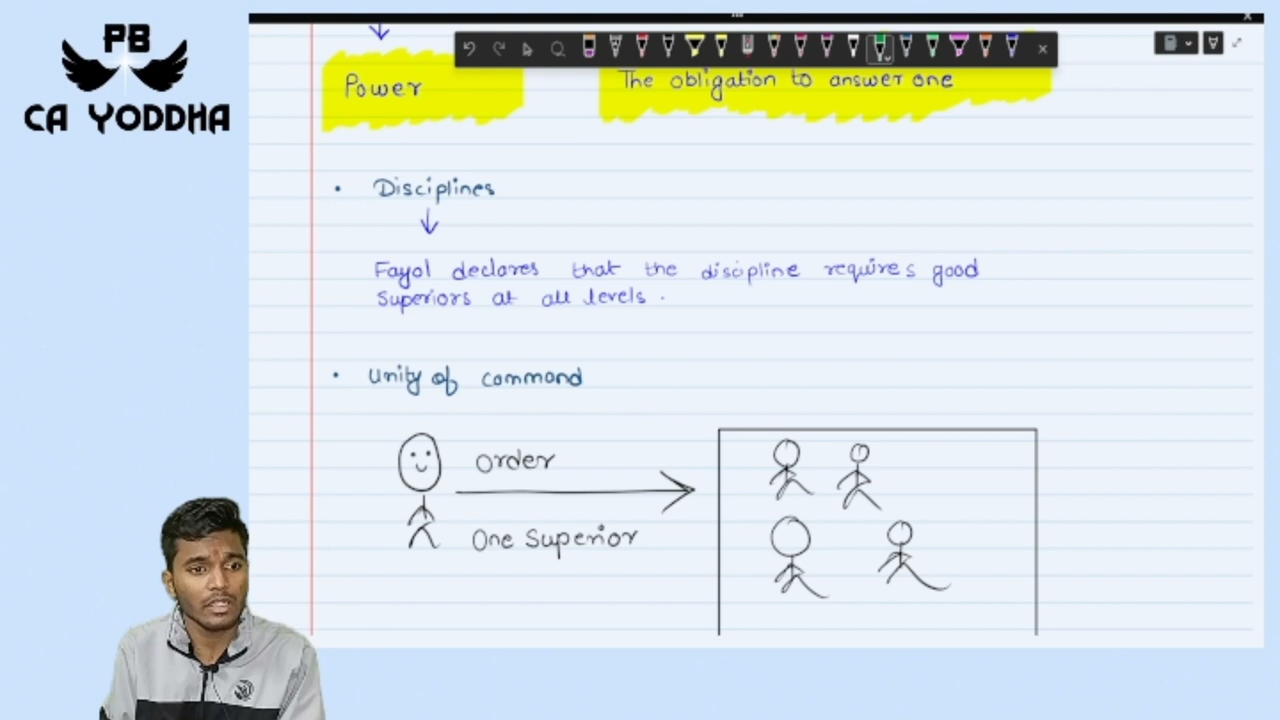 PB
CA YODDHA
Power
The obligation to answer one
• Disciplines
Fayol declares that the discipline requires good
Superiors at all levels.
• Unity of command
Order
One Superior